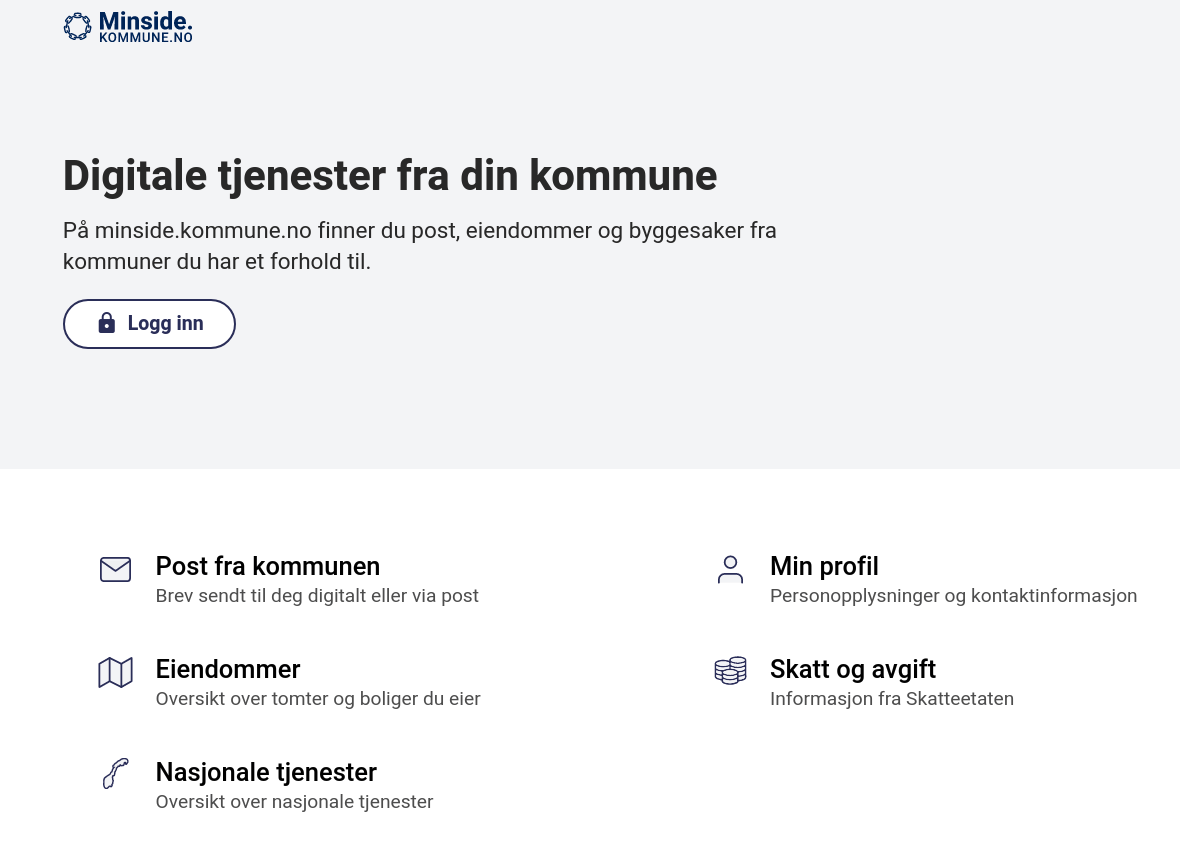 Minside.
KOMMUNE.NO
Digitale tjenester fra din kommune
På minside.kommune.no finner du post, eiendommer og byggesaker fra
kommuner du har et forhold til.
Logg inn
Post fra kommunen
Brev sendt til deg digitalt eller via post
Min profil
Personopplysninger og kontaktinformasjon
Eiendommer
Oversikt over tomter og boliger du eier
Skatt og avgift
Informasjon fra Skatteetaten
Nasjonale tjenester
Oversikt over nasjonale tjenester